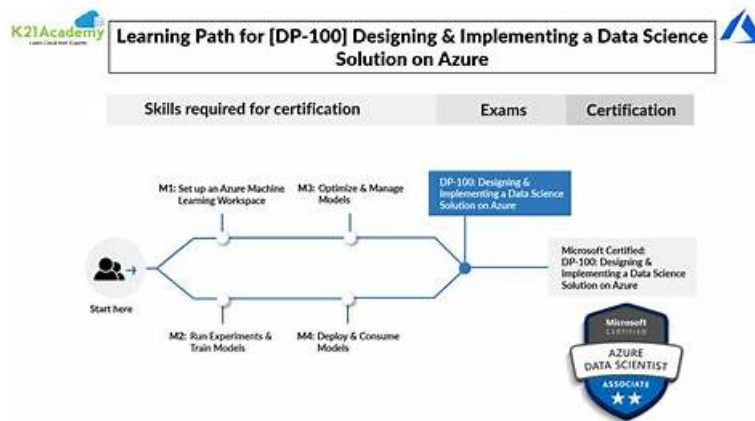 K21Academy
Learn Cloud from Experts
Learning Path for [DP-100] Designing & Implementing a Data Science
Solution on Azure
Skills required for certification
Exams
Certification
M1: Set up an Azure Machine
Learning Workspace
M3: Optimize & Manage
Models
DP-100: Designing &
Implementing a Data Science
Solution on Azure
Start here
Microsoft Certified:
DP-100: Designing &
Implementing a Data Science
Solution on Azure
M2: Run Experiments &
Train Models
M4: Deploy & Consume
Models
Microsoft
CERTIFIED
AZURE
DATA SCIENTIST
ASSOCIATE